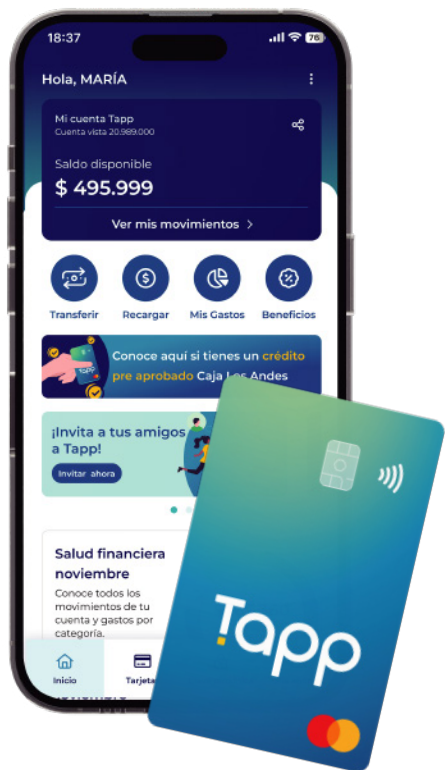 18:37
76
Hola, MARÍA
Mi cuenta Tapp
Cuenta vista 20.989.000
Saldo disponible
$ 495.999
Ver mis movimientos >
Transferir Recargar Mis Gastos Beneficios
Conoce aquí si tienes un crédito
pre aprobado Caja Los Andes
¡Invita a tus amigos
a Tapp!
Invitar ahora
Salud financiera
noviembre
Conoce todos los
movimientos de tu
cuenta y gastos por
categoría.
Inicio Tarjeta
noviembre
Tapp